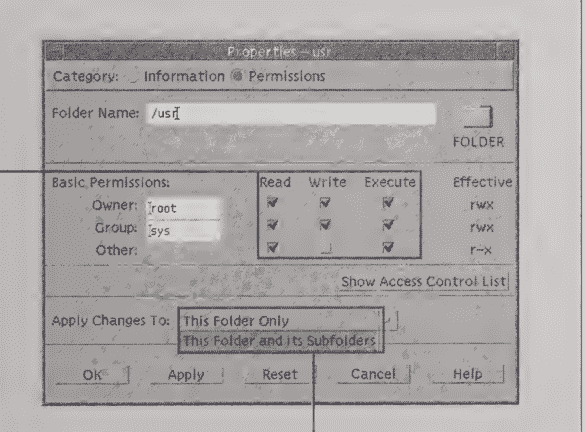 Properties - usr
Category: Information Permissions
Folder Name: /usr
FOLDER
Basic Permissions: Read Write Execute Effective
Owner: root rwx
Group: sys rwx
Other: r-x
Show Access Control List
Apply Changes To: This Folder Only
This Folder and its Subfolders
OK Apply Reset Cancel Help